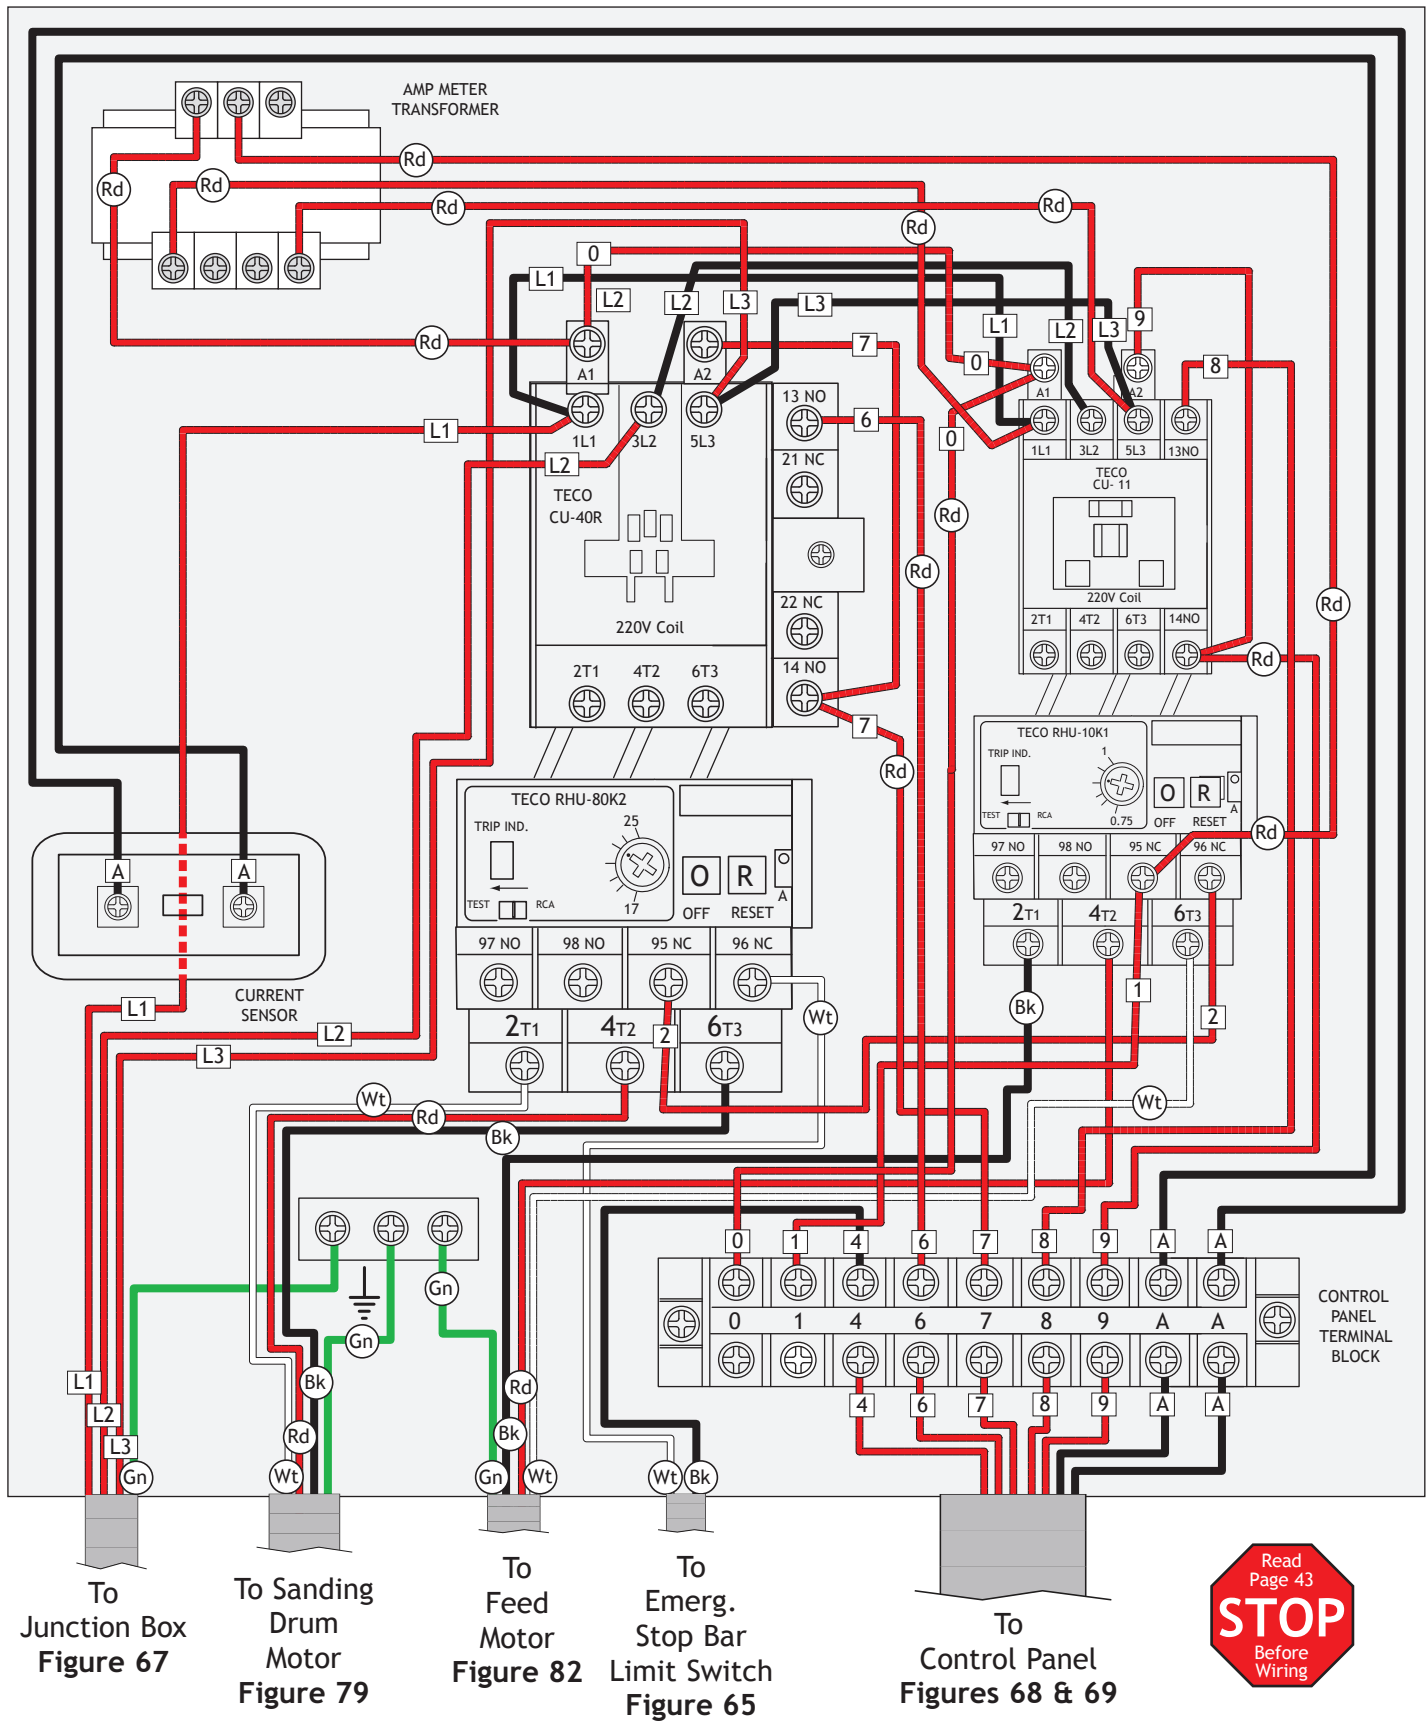 AMP METER
TRANSFORMER
Rd
Rd
Rd
Rd
Rd
Rd
0
L1
L2
L2
L3
L3
L1
L2
L3
9
Rd
7
0
8
A1
A2
A1
A2
L1
1L1
3L2
5L3
13 NO
6
0
L2
21 NC
1L1
3L2
5L3
13NO
TECO
CU-40R
TECO
CU- 11
Rd
Rd
220V Coil
22 NC
220V Coil
Rd
2T1
4T2
6T3
14NO
2T1
4T2
6T3
14 NO
Rd
7
Rd
TECO RHU-10K1
TRIP IND.
1
TEST
RCA
0.75
O
R
OFF
RESET
A
Rd
97 NO
98 NO
95 NC
96 NC
2T1
4T2
6T3
TECO RHU-80K2
TRIP IND.
25
TEST
RCA
17
O
R
OFF
RESET
A
97 NO
98 NO
95 NC
96 NC
2T1
4T2
6T3
A
A
CURRENT
SENSOR
L1
L2
L3
2
Wt
Bk
1
2
Wt
Rd
Bk
Wt
0
1
4
6
7
8
9
A
A
Gn
Gn
0
1
4
6
7
8
9
A
A
CONTROL
PANEL
TERMINAL
BLOCK
L1
L2
L3
Gn
Bk
Rd
Wt
Rd
Bk
Gn
Wt
Wt
Bk
4
6
7
8
9
A
A
To
Junction Box
Figure 67
To Sanding
Drum
Motor
Figure 79
To
Feed
Motor
Figure 82
To
Emerg.
Stop Bar
Limit Switch
Figure 65
To
Control Panel
Figures 68 & 69
Read
Page 43
STOP
Before
Wiring